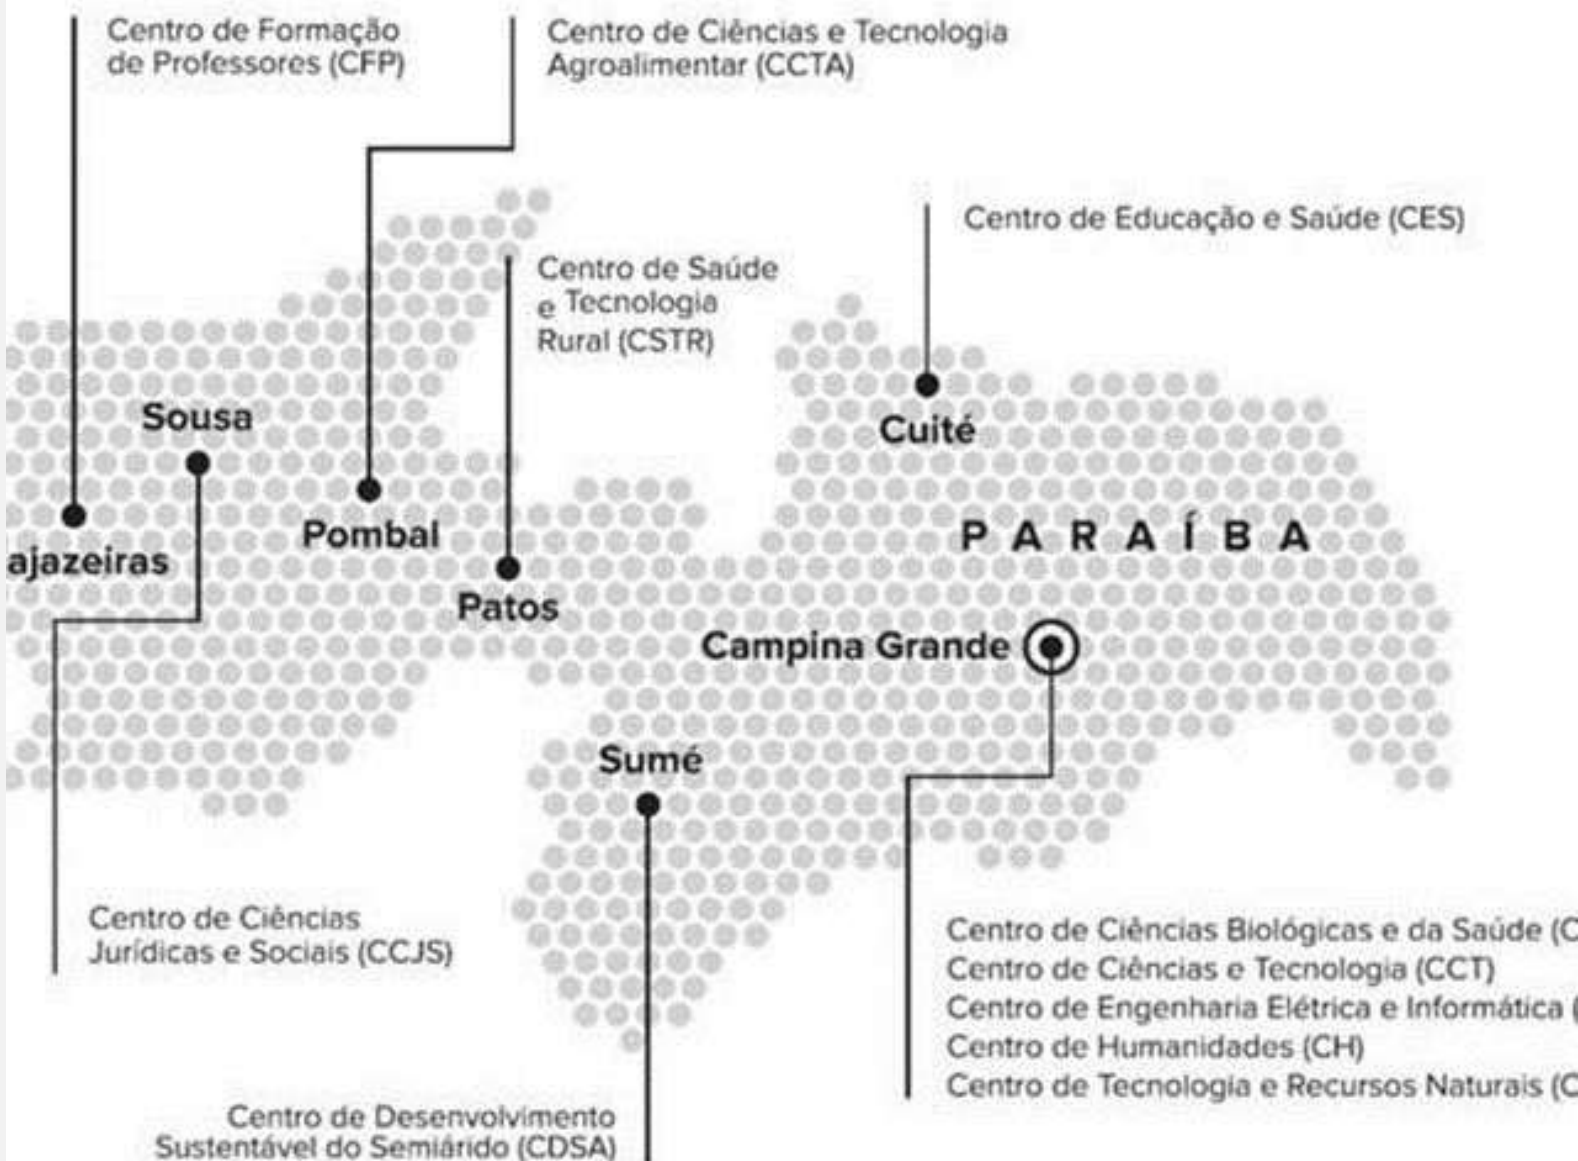 Centro de Formação
de Professores (CFP)
Centro de Ciências e Tecnologia
Agroalimentar (CCTA)
Centro de Educação e Saúde (CES)
Centro de Saúde
e Tecnologia
Rural (CSTR)
Sousa
Cuité
Pombal
PARAÍBA
ajazeiras
Patos
Campina Grande
Sumé
Centro de Ciências
Jurídicas e Sociais (CCJS)
Centro de Ciências Biológicas e da Saúde (C
Centro de Ciências e Tecnologia (CCT)
Centro de Engenharia Elétrica e Informática (
Centro de Humanidades (CH)
Centro de Tecnologia e Recursos Naturais (C
Centro de Desenvolvimento
Sustentável do Semiárido (CDSA)